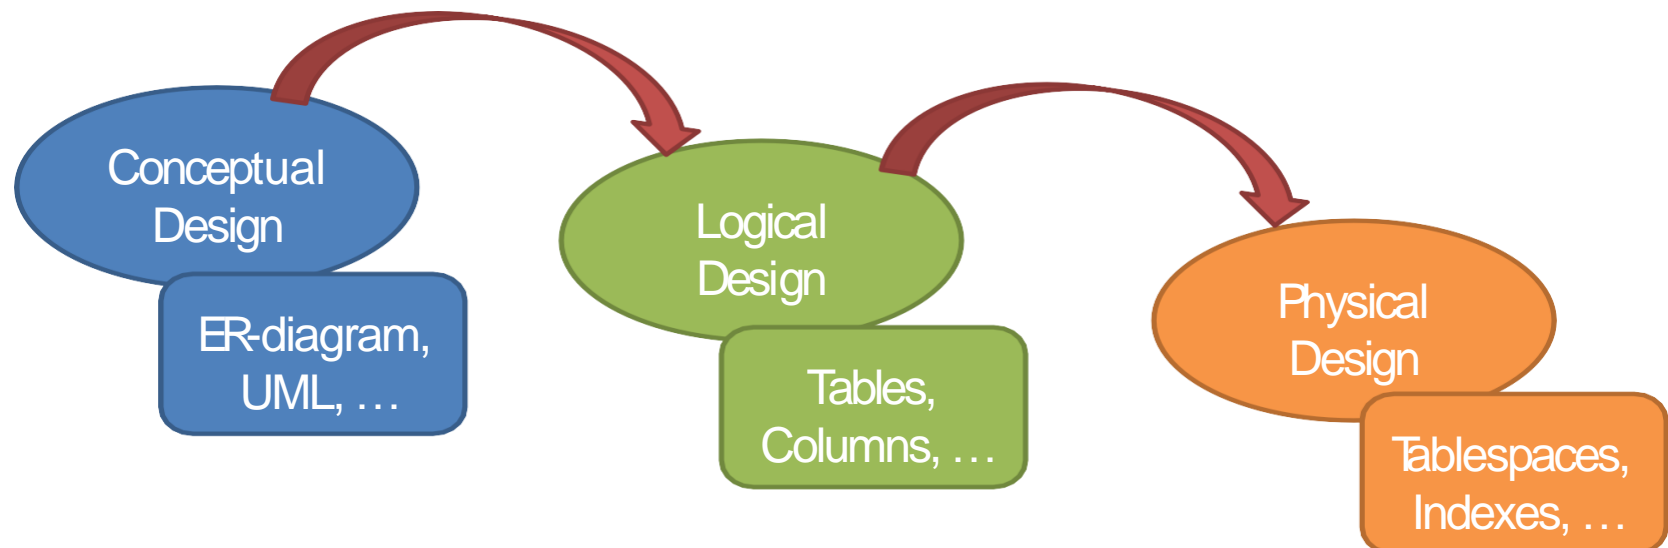 Conceptual
Design
ER-diagram,
UML, …
Logical
Design
Tables,
Columns, …
Physical
Design
Tablespaces,
Indexes, …